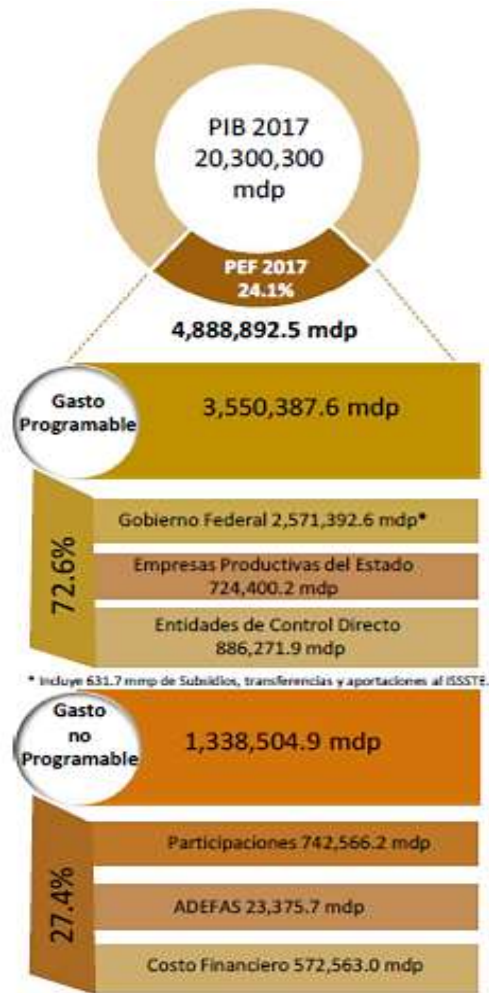 PIB 2017
20,300,300
mdp
PEF 2017
24.1%
4,888,892.5 mdp
Gasto
Programable
3,550,387.6 mdp
72.6%
Gobierno Federal 2,571,392.6 mdp*
Empresas Productivas del Estado
724,400.2 mdp
Entidades de Control Directo
886,271.9 mdp
* Incluye 631.7 mmp de Subsidios, transferencias y aportaciones al ISSSTE.
Gasto
no
Programable
1,338,504.9 mdp
27.4%
Participaciones 742,566.2 mdp
ADEFAS 23,375.7 mdp
Costo Financiero 572,563.0 mdp